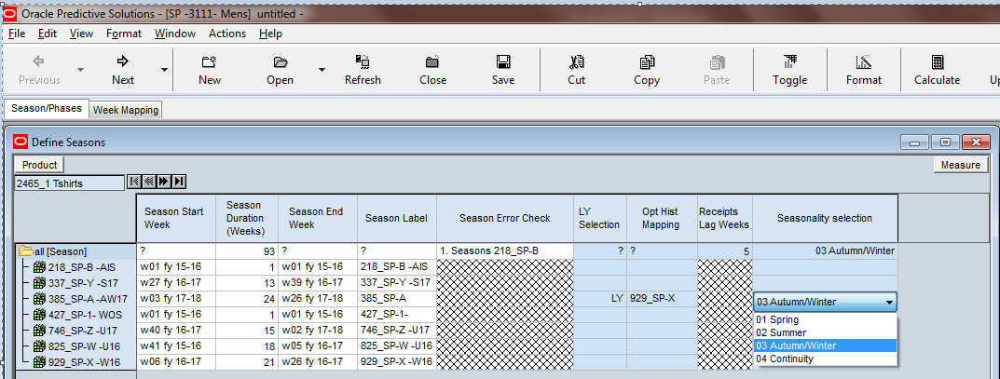 Oracle Predictive Solutions - [SP -3111- Mens] untitled -
File Edit View Format Window Actions Help
Previous Next New Open Refresh Close Save Cut Copy Paste Toggle Format Calculate
Season/Phases Week Mapping
Define Seasons
Product Measure
2465_1 Tshirts
Season Start Week Season Duration (Weeks) Season End Week Season Label Season Error Check LY Selection Opt Hist Mapping Receipts Lag Weeks Seasonality selection
all [Season] ? 93 ? ? 1. Seasons 218_SP-B ? ? 5 03 Autumn/Winter
218_SP-B -AIS w01 fy 15-16 1 w01 fy 15-16 218_SP-B -AIS
337_SP-Y -S17 w27 fy 16-17 13 w39 fy 16-17 337_SP-Y -S17
385_SP-A -AW17 w03 fy 17-18 24 w26 fy 17-18 385_SP-A LY 929_SP-X 03 Autumn/Winter
427_SP-1- WOS w01 fy 15-16 1 w01 fy 15-16 427_SP-1- 01 Spring
746_SP-Z -U17 w40 fy 16-17 15 w02 fy 17-18 746_SP-Z -U17 02 Summer
825_SP-W -U16 w41 fy 15-16 18 w05 fy 16-17 825_SP-W -U16 03 Autumn/Winter
929_SP-X -W16 w06 fy 16-17 21 w26 fy 16-17 929_SP-X -W16 04 Continuity